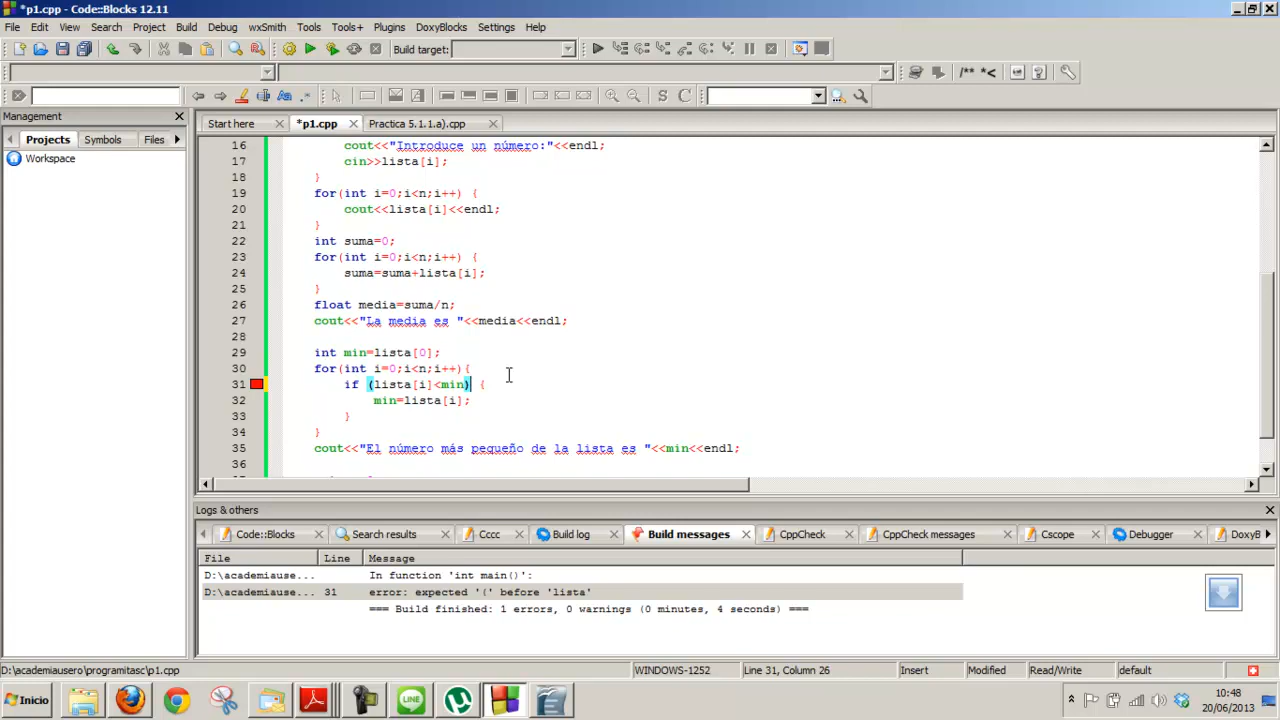 *p1.cpp - Code::Blocks 12.11
File Edit View Search Project Build Debug wxSmith Tools Tools+ Plugins DoxyBlocks Settings Help
Build target:
/** *<
S C
Management
Start here *p1.cpp Practica 5.1.1.a).cpp
Projects Symbols Files
Workspace
16 cout<<"Introduce un número:"<<endl;
17 cin>>lista[i];
18 }
19 for(int i=0;i<n;i++) {
20 cout<<lista[i]<<endl;
21 }
22 int suma=0;
23 for(int i=0;i<n;i++) {
24 suma=suma+lista[i];
25 }
26 float media=suma/n;
27 cout<<"La media es "<<media<<endl;
28
29 int min=lista[0];
30 for(int i=0;i<n;i++){
31 if (lista[i]<min) {
32 min=lista[i];
33 }
34 }
35 cout<<"El número más pequeño de la lista es "<<min<<endl;
36
Logs & others
Code::Blocks Search results Cccc Build log Build messages CppCheck CppCheck messages Cscope Debugger DoxyB
File Line Message
D:\academiause... In function 'int main()':
D:\academiause... 31 error: expected '(' before 'lista'
=== Build finished: 1 errors, 0 warnings (0 minutes, 4 seconds) ===
D:\academiausero\programitasc\p1.cpp WINDOWS-1252 Line 31, Column 26 Insert Modified Read/Write default
Inicio LINE 10:48
20/06/2013